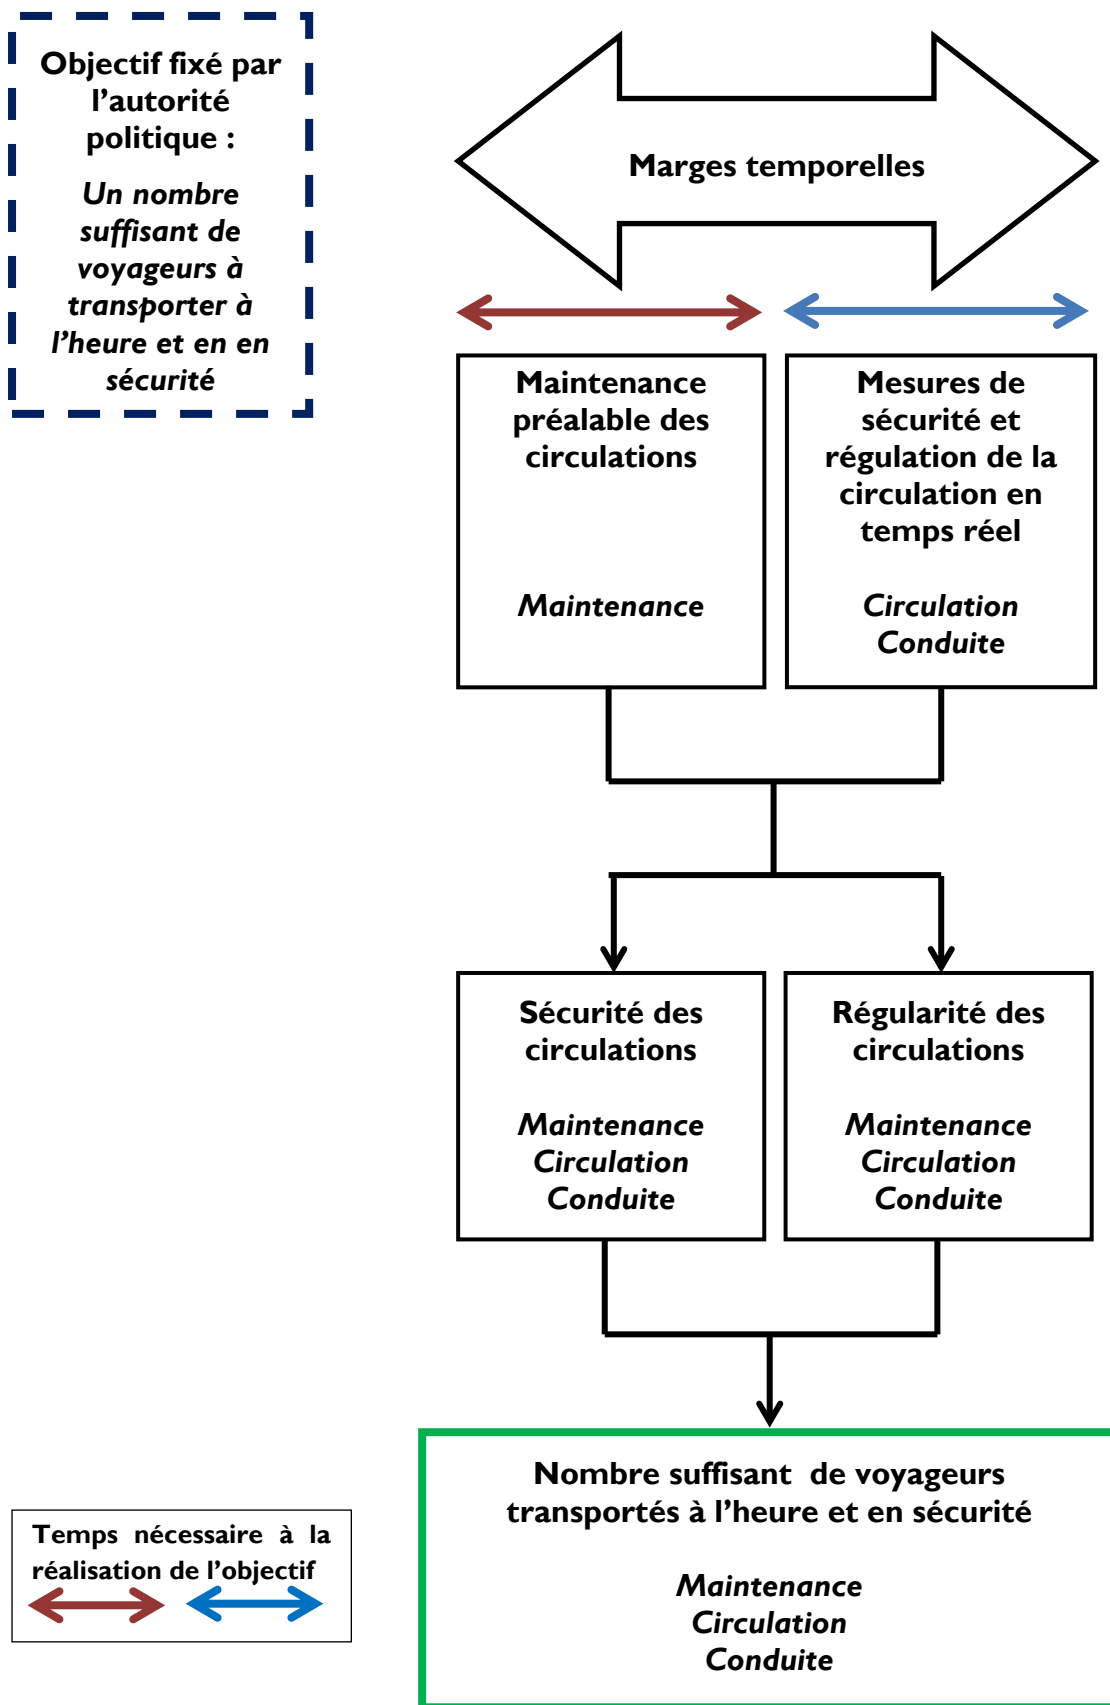 Objectif fixé par
l’autorité
politique :
Un nombre
suffisant de
voyageurs à
transporter à
l’heure et en en
sécurité
Marges temporelles
Maintenance
préalable des
circulations
Maintenance
Mesures de
sécurité et
régulation de la
circulation en
temps réel
Circulation
Conduite
Sécurité des
circulations
Maintenance
Circulation
Conduite
Régularité des
circulations
Maintenance
Circulation
Conduite
Nombre suffisant  de voyageurs
transportés à l’heure et en sécurité
Maintenance
Circulation
Conduite
Temps nécessaire à la
réalisation de l’objectif